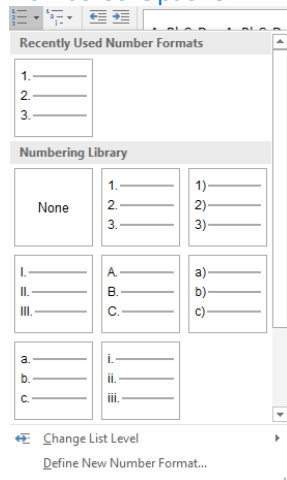 Recently Used Number Formats
1.
2.
3.
Numbering Library
None
1.
2.
3.
1)
2)
3)
I.
II.
III.
A.
B.
C.
a)
b)
c)
a.
b.
c.
i.
ii.
iii.
Change List Level
Define New Number Format...